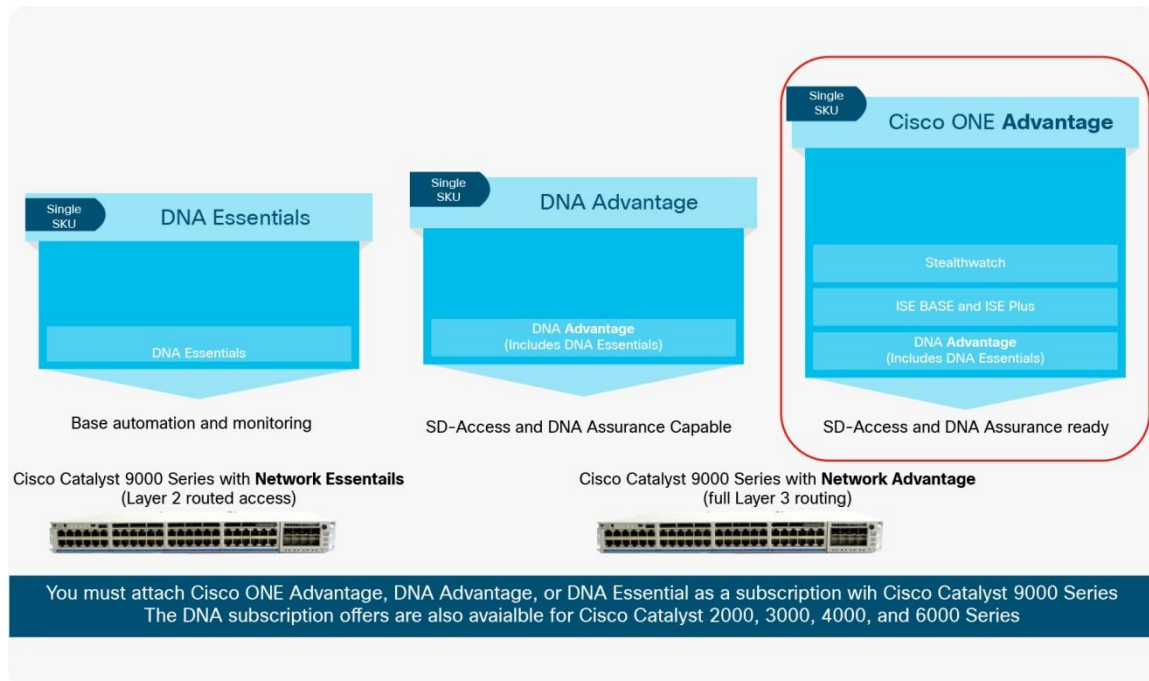 Single
SKU
DNA Essentials
DNA Essentials
Base automation and monitoring
Single
SKU
DNA Advantage
DNA Advantage
(Includes DNA Essentials)
SD-Access and DNA Assurance Capable
Single
SKU
Cisco ONE Advantage
Stealthwatch
ISE BASE and ISE Plus
DNA Advantage
(Includes DNA Essentials)
SD-Access and DNA Assurance ready
Cisco Catalyst 9000 Series with Network Essentails
(Layer 2 routed access)
Cisco Catalyst 9000 Series with Network Advantage
(full Layer 3 routing)
You must attach Cisco ONE Advantage, DNA Advantage, or DNA Essential as a subscription wih Cisco Catalyst 9000 Series
The DNA subscription offers are also avaialble for Cisco Catalyst 2000, 3000, 4000, and 6000 Series